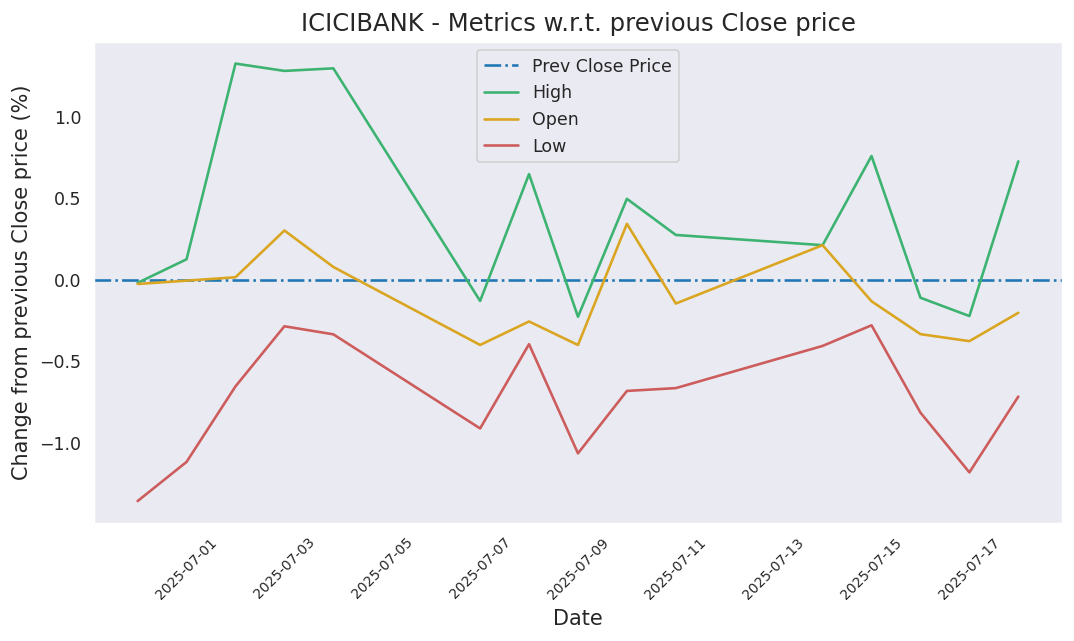 ICICIBANK - Metrics w.r.t. previous Close price
Change from previous Close price (%)
Prev Close Price
High
Open
Low
1.0
0.5
0.0
−0.5
−1.0
2025-07-01
2025-07-03
2025-07-05
2025-07-07
2025-07-09
2025-07-11
2025-07-13
2025-07-15
2025-07-17
Date